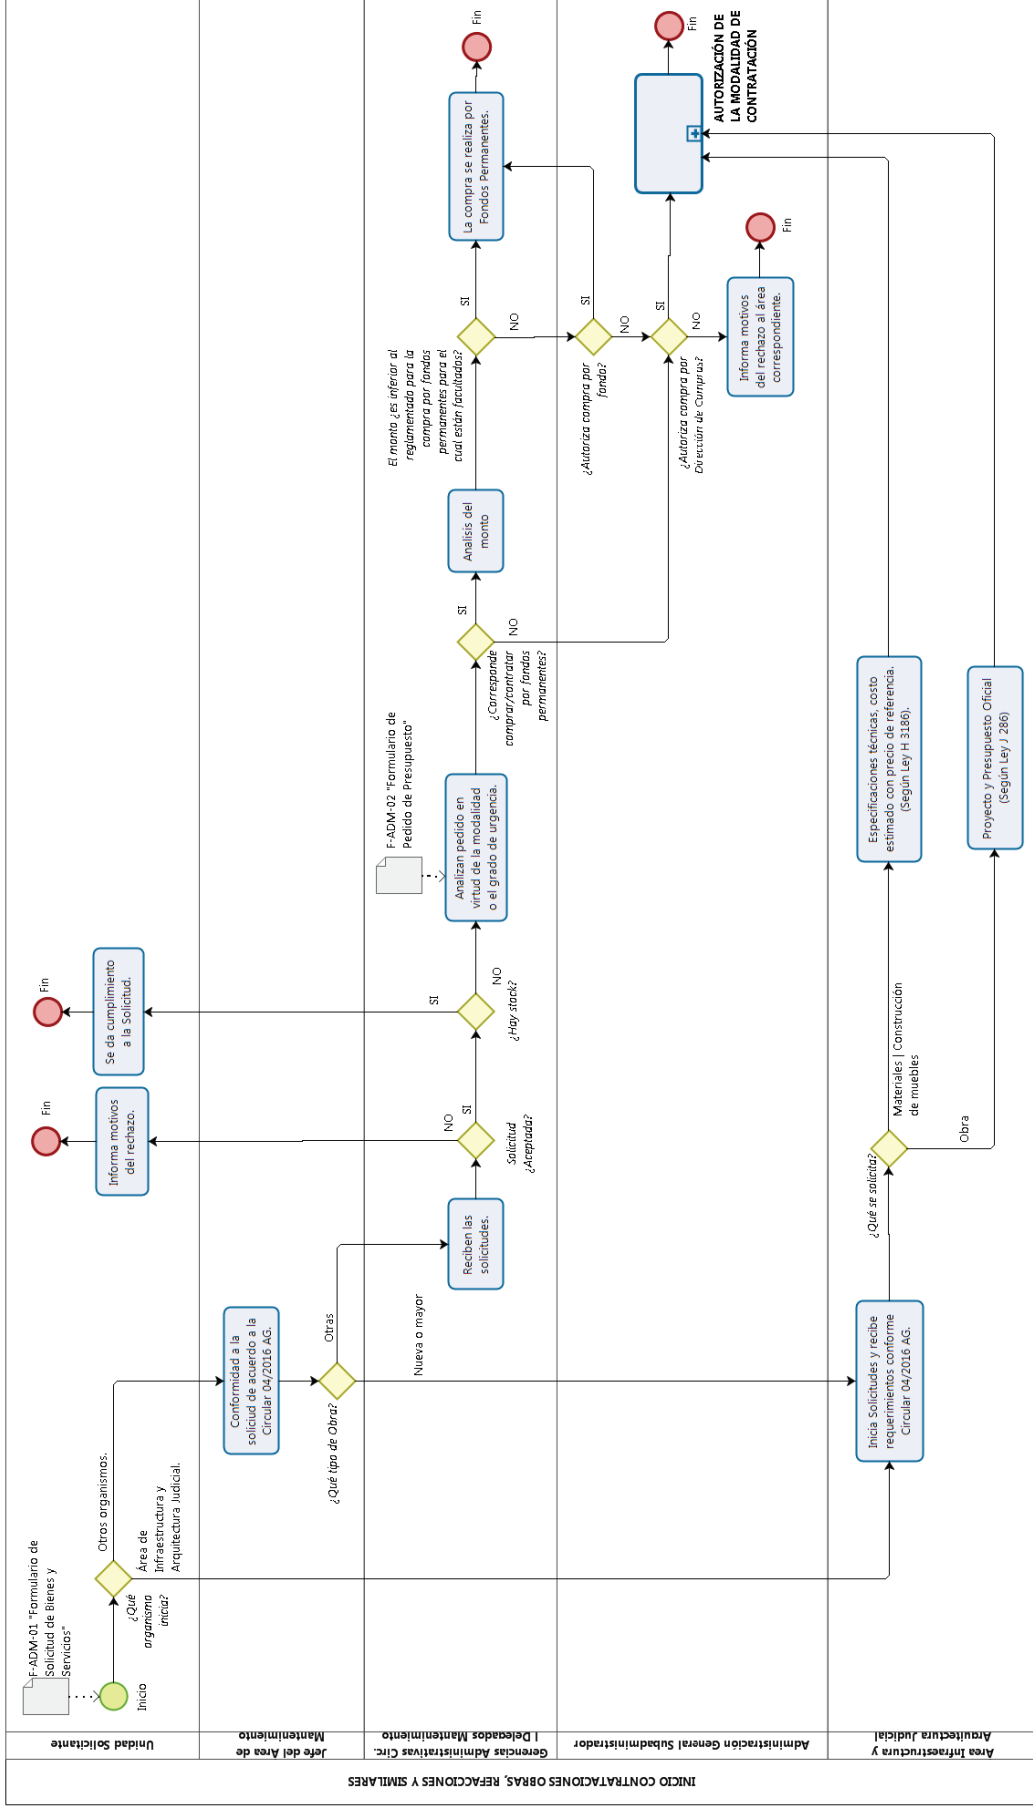 INICIO CONTRATACIONES OBRAS, REFACCIONES Y SIMILARES
Unidad Solicitante
F-ADM-01 "Formulario de
Solicitud de Bienes y
Servicios"
Inicio
¿Qué
organismo
inicia?
Otros organismos.
Área de
Infraestructura y
Arquitectura Judicial.
Informa motivos
del rechazo.
Fin
Se da cumplimiento
a la Solicitud.
Fin
Jefe del Area de
Mantenimiento
Conformidad a la
soliciud de acuerdo a la
Circular 04/2016 AG.
¿Qué tipo de Obra?
Otras
Nueva o mayor
Gerencias Administrativas Circ.
| Delegados Mantenimiento
Reciben las
solicitudes.
Solicitud
¿Aceptada?
NO
SI
¿Hay stock?
SI
NO
F-ADM-02 "Formulario de
Pedido de Presupuesto"
Analizan pedido en
virtud de la modalidad
o el grado de urgencia.
¿Corresponde
comprar/contratar
por fondos
permanentes?
SI
NO
Analisis del
monto
El monto ¿es inferior al
reglamentado para la
compra por fondos
permanentes para el
cual están facultados?
SI
NO
La compra se realiza por
Fondos Permanentes.
Fin
Administración General Subadministrador
¿Autoriza compra por
fondo?
SI
NO
¿Autoriza compra por
Dirección de Compras?
SI
NO
Informa motivos
del rechazo al área
correspondiente.
Fin
AUTORIZACIÓN DE
LA MODALIDAD DE
CONTRATACIÓN
Fin
Area Infraestructura y
Arquitectura Judicial
Inicia Solicitudes y recibe
requerimientos conforme
Circular 04/2016 AG.
¿Qué se solicita?
Materiales | Construcción
de muebles
Obra
Especificaciones técnicas, costo
estimado con precio de referencia.
(Según Ley H 3186).
Proyecto y Presupuesto Oficial
(Según Ley J 286)